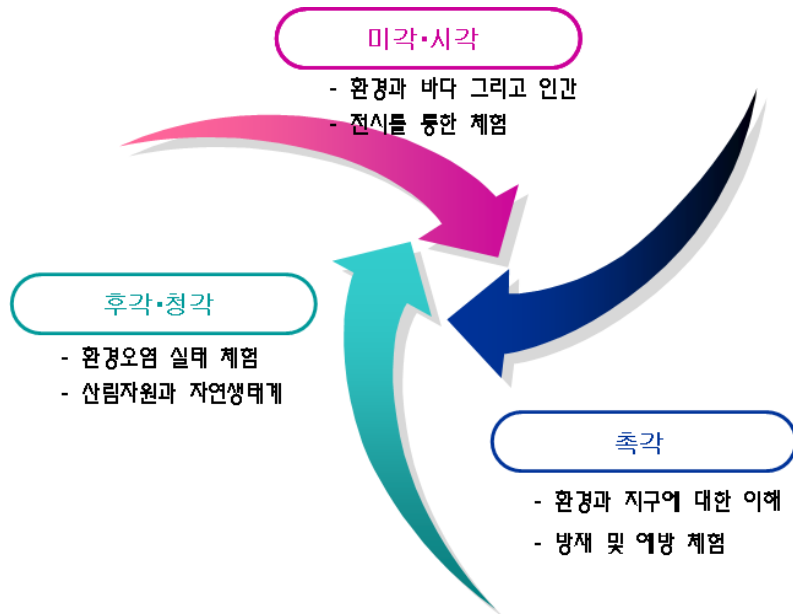 미각·시각
- 환경과 바다 그리고 인간
- 전시를 통한 체험
후각·청각
- 환경오염 실태 체험
- 산림자원과 자연생태계
촉각
- 환경과 지구에 대한 이해
- 방재 및 예방 체험